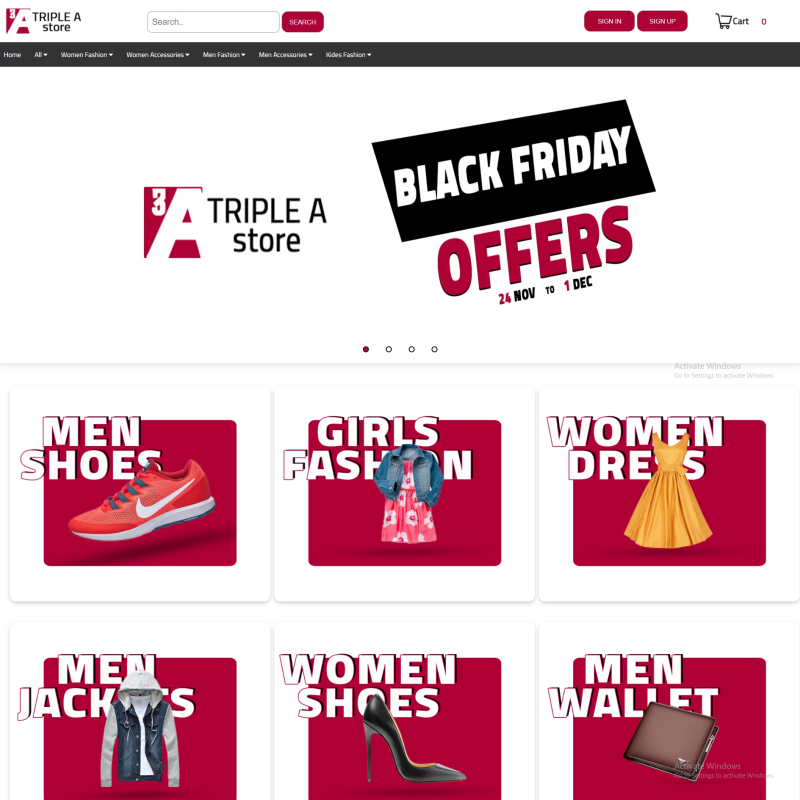 3 A TRIPLE A
store
Search..
SEARCH
SIGN IN
SIGN UP
Cart
0
Home
All
Women Fashion
Women Accessories
Men Fashion
Men Accessories
Kides Fashion
3 A TRIPLE A
store
BLACK FRIDAY
OFFERS
24 NOV TO 1 DEC
Activate Windows
Go to Settings to activate Windows.
MEN
SHOES
GIRLS
FASHION
WOMEN
DRESS
MEN
JACKETS
WOMEN
SHOES
MEN
WALLET
Activate Windows
Go to Settings to activate Windows.